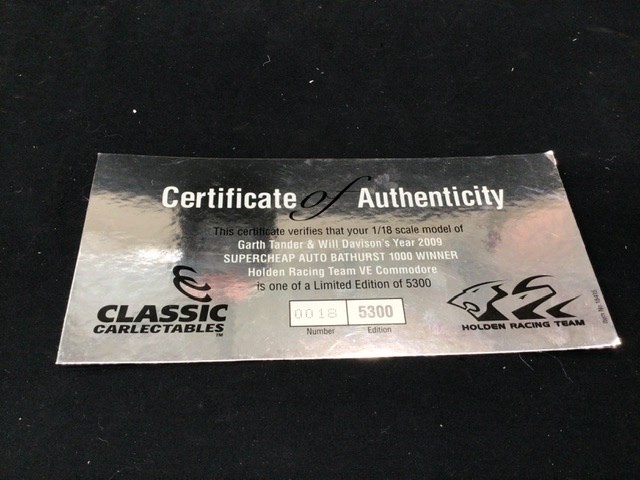 Certificate of Authenticity
This certificate verifies that your 1/18 scale model of
Garth Tander & Will Davison's Year 2009
SUPERCHEAP AUTO BATHURST 1000 WINNER
Holden Racing Team VE Commodore
is one of a Limited Edition of 5300
CLASSIC
CARLECTABLES™
0018 5300
Number Edition
HOLDEN RACING TEAM